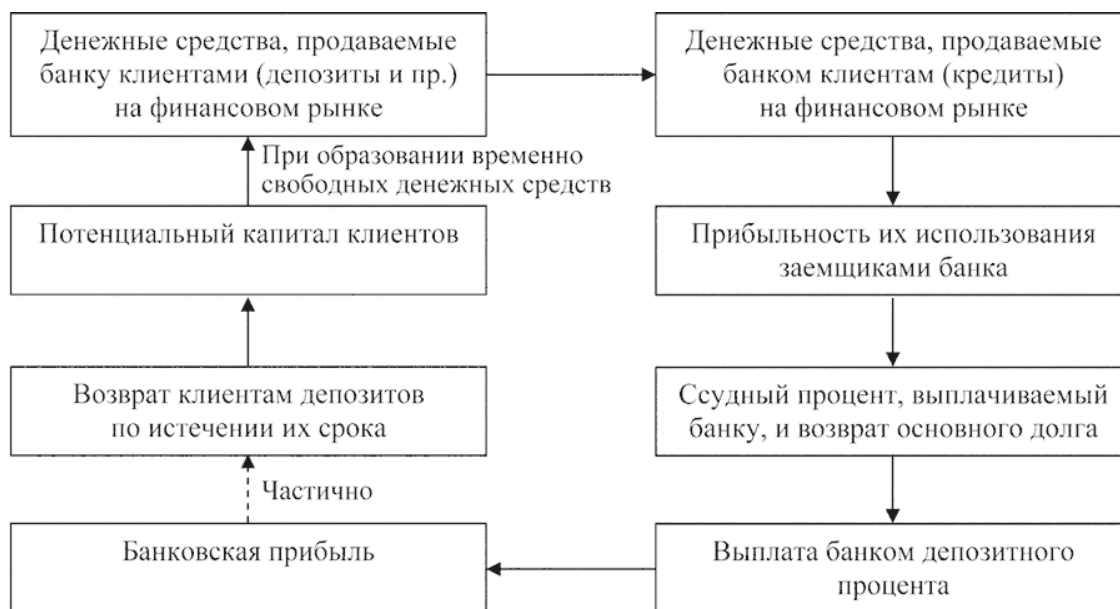 Денежные средства, продаваемые
банку клиентами (депозиты и пр.)
на финансовом рынке
Денежные средства, продаваемые
банком клиентам (кредиты)
на финансовом рынке
При образовании временно
свободных денежных средств
Потенциальный капитал клиентов
Прибыльность их использования
заемщиками банка
Возврат клиентам депозитов
по истечении их срока
Ссудный процент, выплачиваемый
банку, и возврат основного долга
Частично
Банковская прибыль
Выплата банком депозитного
процента